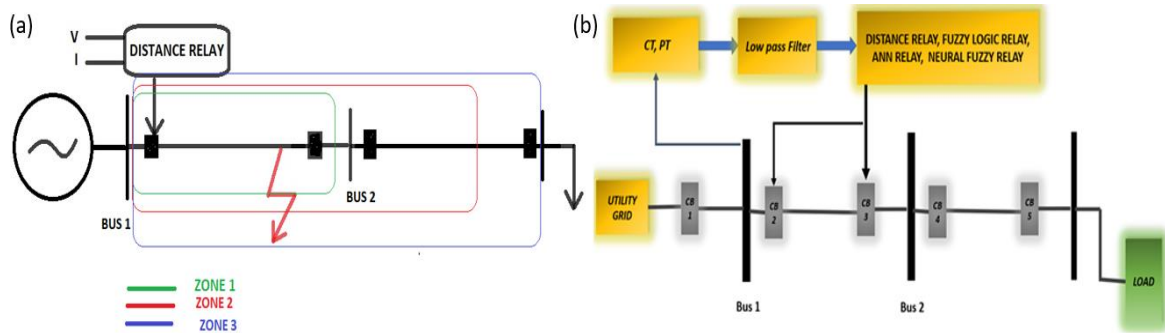 (a)
V
I
DISTANCE RELAY
BUS 1
BUS 2
ZONE 1
ZONE 2
ZONE 3
(b)
CT, PT
Low pass Filter
DISTANCE RELAY, FUZZY LOGIC RELAY,
ANN RELAY, NEURAL FUZZY RELAY
UTILITY
GRID
CB
1
CB
2
CB
3
CB
4
CB
5
Bus 1
Bus 2
LOAD